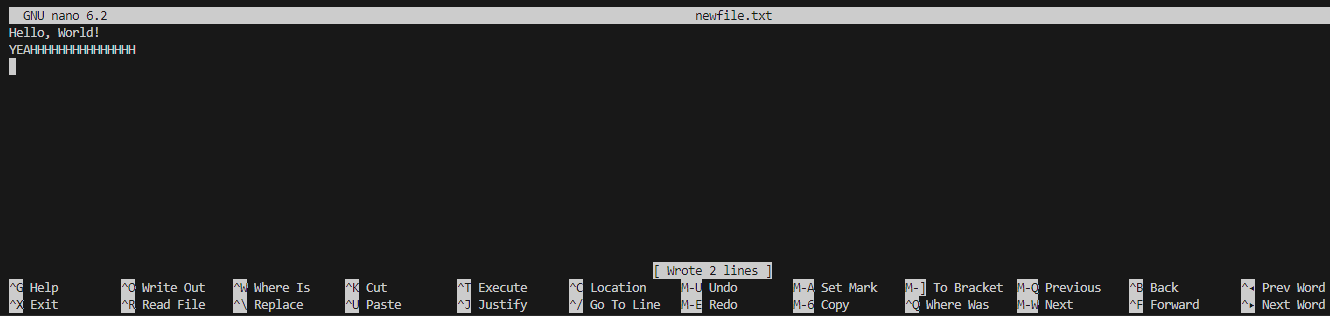 GNU nano 6.2 newfile.txt
Hello, World!
YEAHHHHHHHHHHHHHHH
[ Wrote 2 lines ]
^G Help ^O Write Out ^W Where Is ^K Cut ^T Execute ^C Location M-U Undo M-A Set Mark M-] To Bracket M-Q Previous ^B Back ^◂ Prev Word
^X Exit ^R Read File ^\ Replace ^U Paste ^J Justify ^/ Go To Line M-E Redo M-6 Copy ^Q Where Was M-W Next ^F Forward ^▸ Next Word